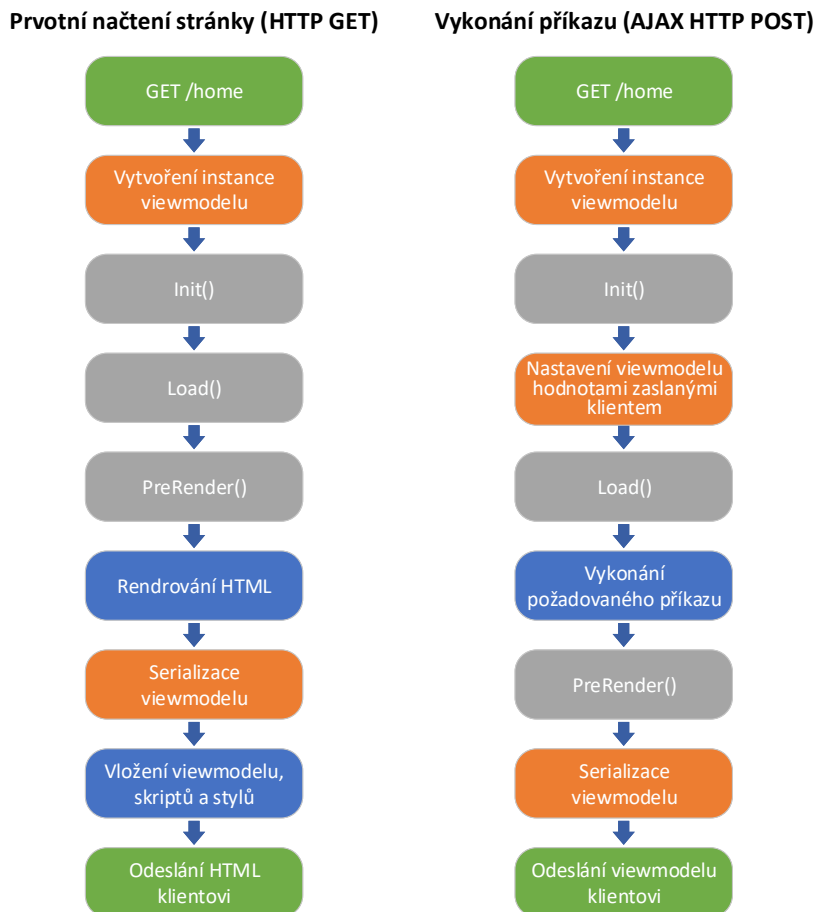 Prvotní načtení stránky (HTTP GET)
GET /home
Vytvoření instance
viewmodelu
Init()
Load()
PreRender()
Rendrování HTML
Serializace
viewmodelu
Vložení viewmodelu,
skriptů a stylů
Odeslání HTML
klientovi
Vykonání příkazu (AJAX HTTP POST)
GET /home
Vytvoření instance
viewmodelu
Init()
Nastavení viewmodelu
hodnotami zaslanými
klientem
Load()
Vykonání
požadovaného příkazu
PreRender()
Serializace
viewmodelu
Odeslání viewmodelu
klientovi